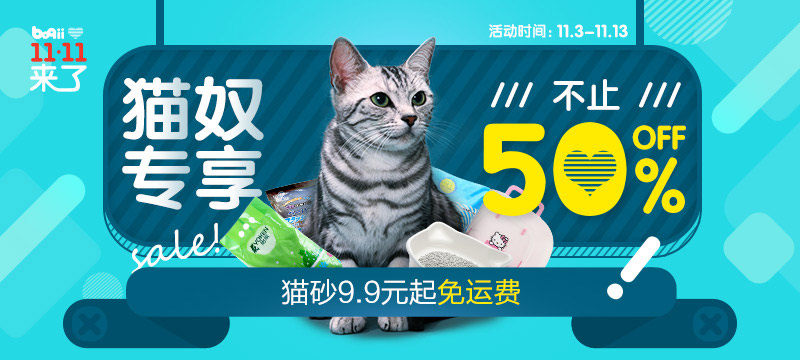 boqii
11·11
来了
活动时间：11.3-11.13
猫奴
专享
sale!
/// 不止 ///
50%
OFF
猫砂9.9元起免运费
!